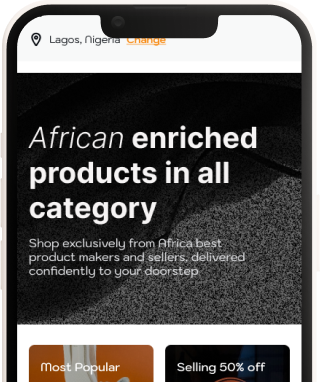 Lagos, Nigeria Change
African enriched
products in all
category
Shop exclusively from Africa best
product makers and sellers, delivered
confidently to your doorstep
Most Popular
Selling 50% off